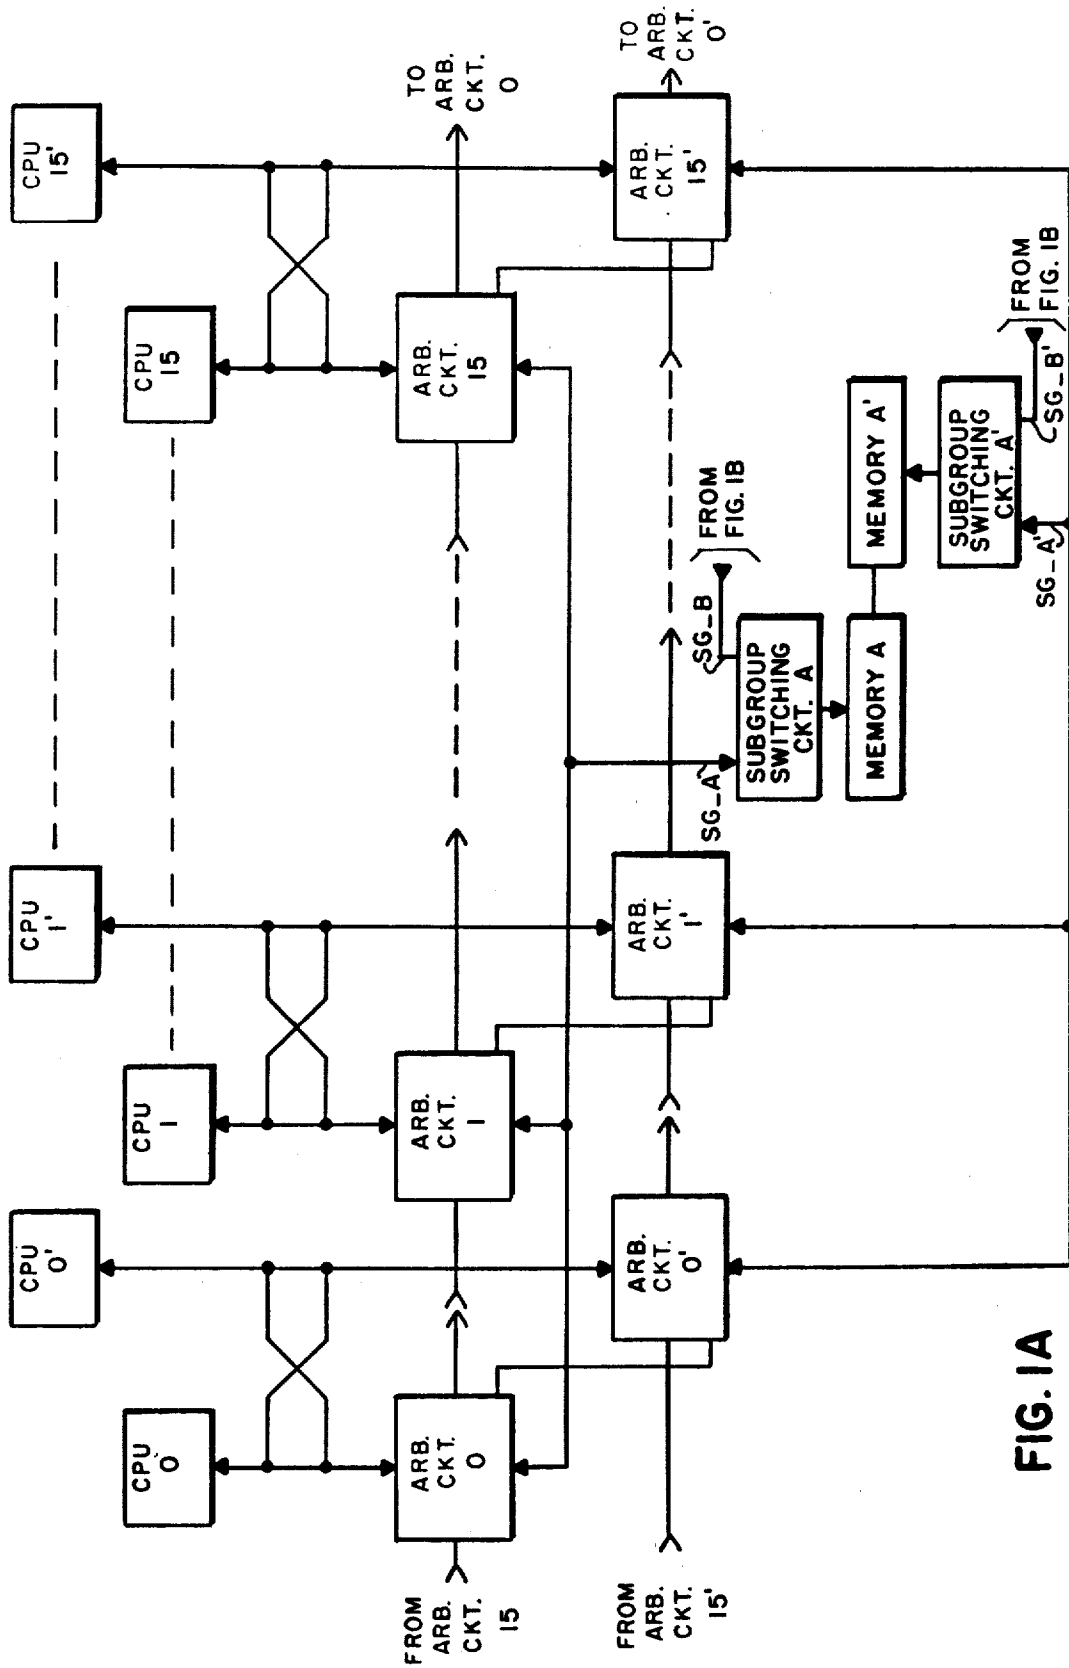 CPU
0'
CPU
1'
CPU
15'
CPU
0
CPU
1
CPU
15
FROM
ARB.
CKT.
15
ARB.
CKT.
0
ARB.
CKT.
1
ARB.
CKT.
15
TO
ARB.
CKT.
0
FROM
ARB.
CKT.
15'
ARB.
CKT.
0'
ARB.
CKT.
1'
ARB.
CKT.
15'
TO
ARB.
CKT.
0'
SG_A
SG_B
FROM
FIG. 1B
SUBGROUP
SWITCHING
CKT. A
MEMORY A
MEMORY A'
SUBGROUP
SWITCHING
CKT. A'
SG_A'
SG_B'
FROM
FIG. 1B
FIG. 1A